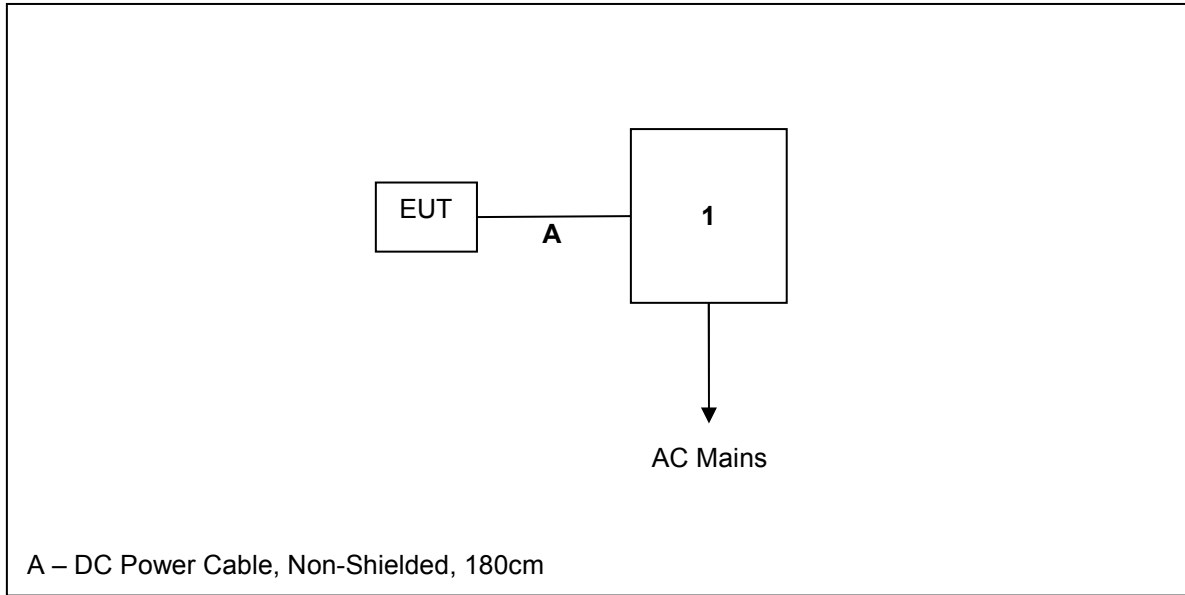 EUT
A
1
AC Mains
A – DC Power Cable, Non-Shielded, 180cm